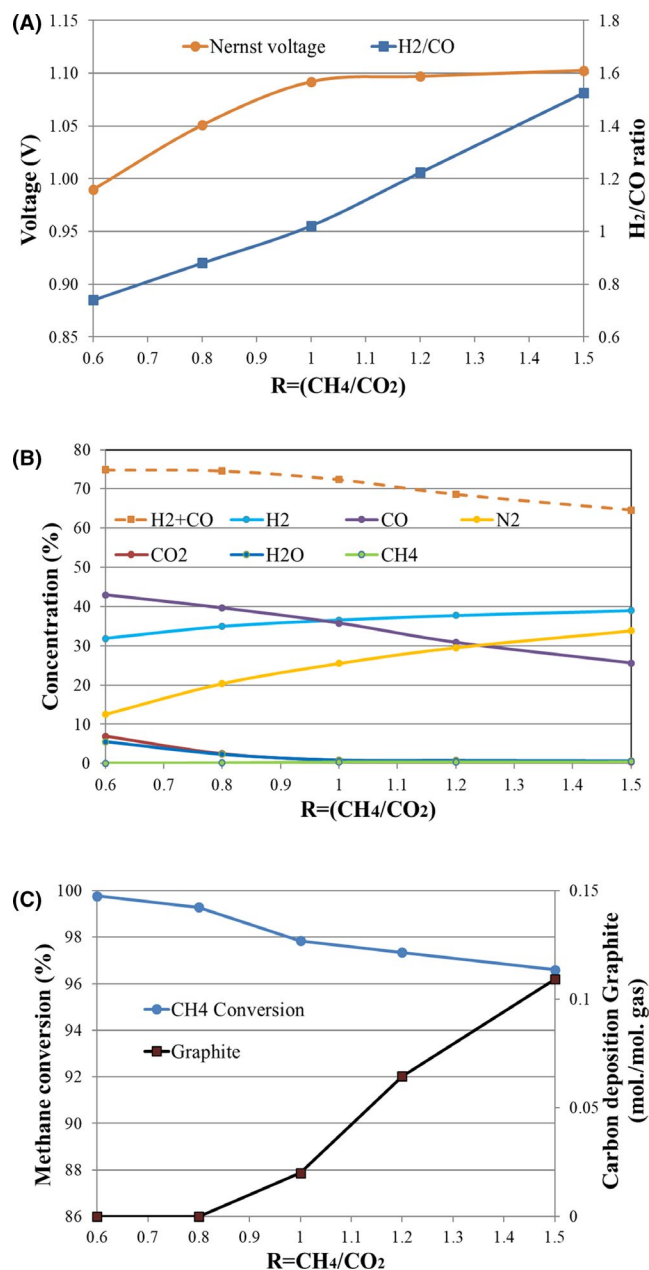 (A)
Nernst voltage
H2/CO
1.15
1.10
1.05
1.00
0.95
0.90
0.85
Voltage (V)
1.8
1.6
1.4
1.2
1
0.8
0.6
H2/CO ratio
0.6 0.7 0.8 0.9 1 1.1 1.2 1.3 1.4 1.5
R=(CH4/CO2)
(B)
80
70
60
50
40
30
20
10
0
Concentration (%)
H2+CO H2 CO N2
CO2 H2O CH4
0.6 0.7 0.8 0.9 1 1.1 1.2 1.3 1.4 1.5
R=(CH4/CO2)
(C)
100
98
96
94
92
90
88
86
Methane conversion (%)
CH4 Conversion
Graphite
0.15
0.1
0.05
0
Carbon deposition Graphite
(mol./mol. gas)
0.6 0.7 0.8 0.9 1 1.1 1.2 1.3 1.4 1.5
R=CH4/CO2